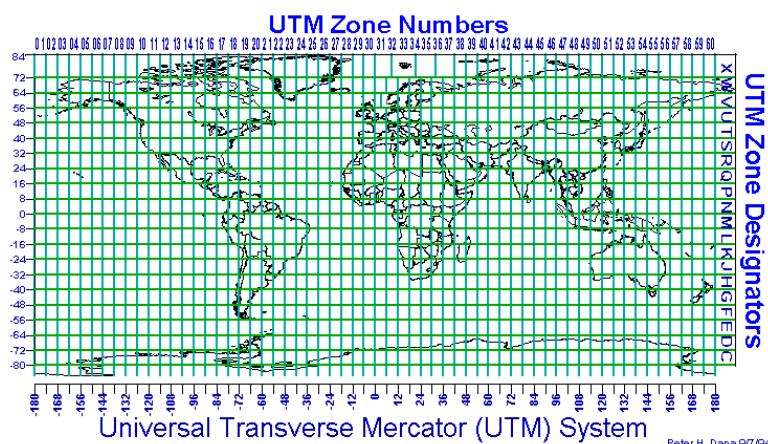 UTM Zone Numbers
01 02 03 04 05 06 07 08 09 10 11 12 13 14 15 16 17 18 19 20 21 22 23 24 25 26 27 28 29 30 31 32 33 34 35 36 37 38 39 40 41 42 43 44 45 46 47 48 49 50 51 52 53 54 55 56 57 58 59 60
84
72
64
56
48
40
32
24
16
8
0
-8
-16
-24
-32
-40
-48
-56
-64
-72
-80
X
W
V
U
T
S
R
Q
P
N
M
L
K
J
H
G
F
E
D
C
UTM Zone Designators
-180 -168 -156 -144 -132 -120 -108 -96 -84 -72 -60 -48 -36 -24 -12 0 12 24 36 48 60 72 84 96 108 120 132 144 156 168 180
Universal Transverse Mercator (UTM) System
Peter H. Dana